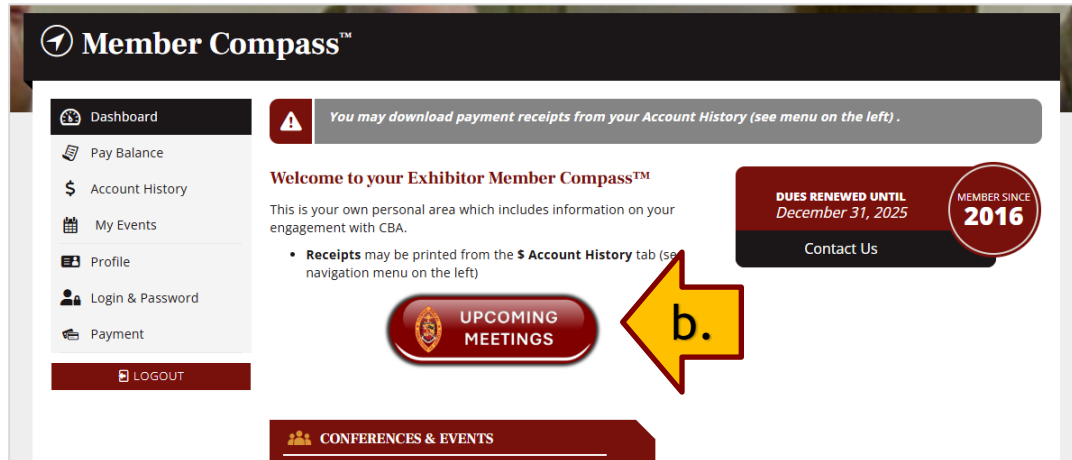 Member Compass™
Dashboard
Pay Balance
$ Account History
My Events
Profile
Login & Password
Payment
LOGOUT
You may download payment receipts from your Account History (see menu on the left) .
Welcome to your Exhibitor Member Compass™
This is your own personal area which includes information on your
engagement with CBA.
• Receipts may be printed from the $ Account History tab (se
navigation menu on the left)
UPCOMING
MEETINGS
b.
DUES RENEWED UNTIL
December 31, 2025
Contact Us
MEMBER SINCE
2016
CONFERENCES & EVENTS